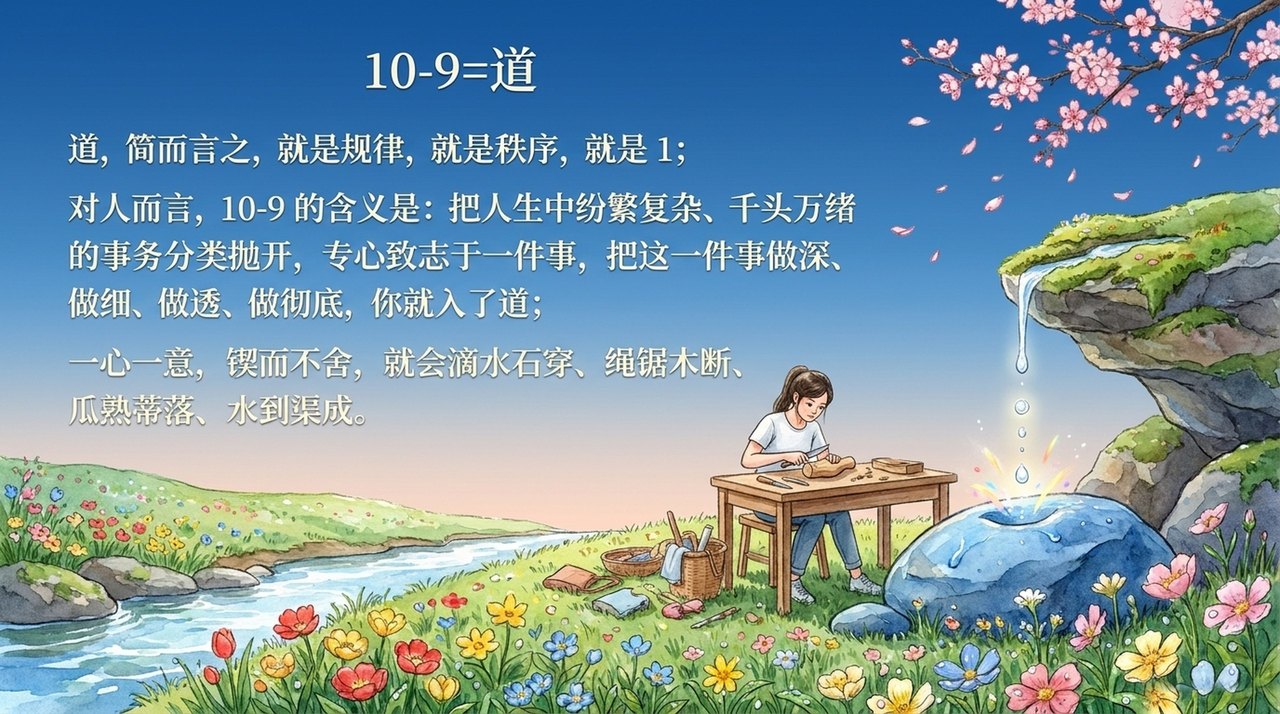 10-9=道
道，简而言之，就是规律，就是秩序，就是 1；
对人而言，10-9 的含义是：把人生中纷繁复杂、千头万绪
的事务分类抛开，专心致志于一件事，把这一件事做深、
做细、做透、做彻底，你就入了道；
一心一意，锲而不舍，就会滴水石穿、绳锯木断、
瓜熟蒂落、水到渠成。